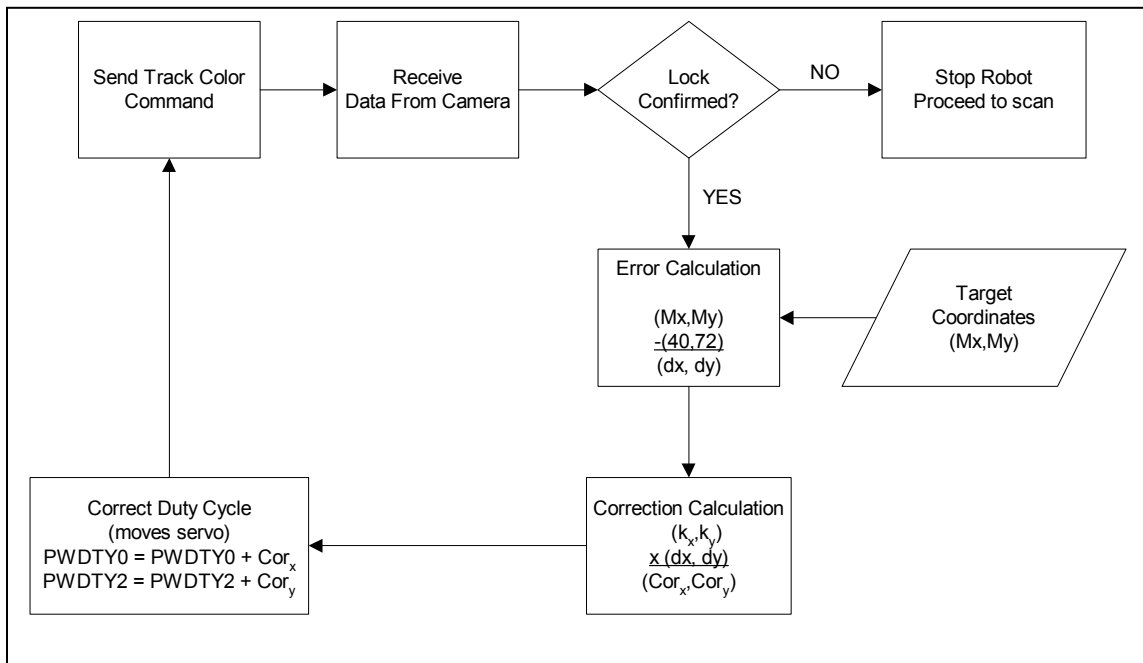 Send Track Color
Command
Receive
Data From Camera
Lock
Confirmed?
NO
Stop Robot
Proceed to scan
YES
Error Calculation
(Mx,My)
-(40,72)
(dx, dy)
Target
Coordinates
(Mx,My)
Correction Calculation
(kx,ky)
x (dx, dy)
(Corx,Cory)
Correct Duty Cycle
(moves servo)
PWDTY0 = PWDTY0 + Corx
PWDTY2 = PWDTY2 + Cory